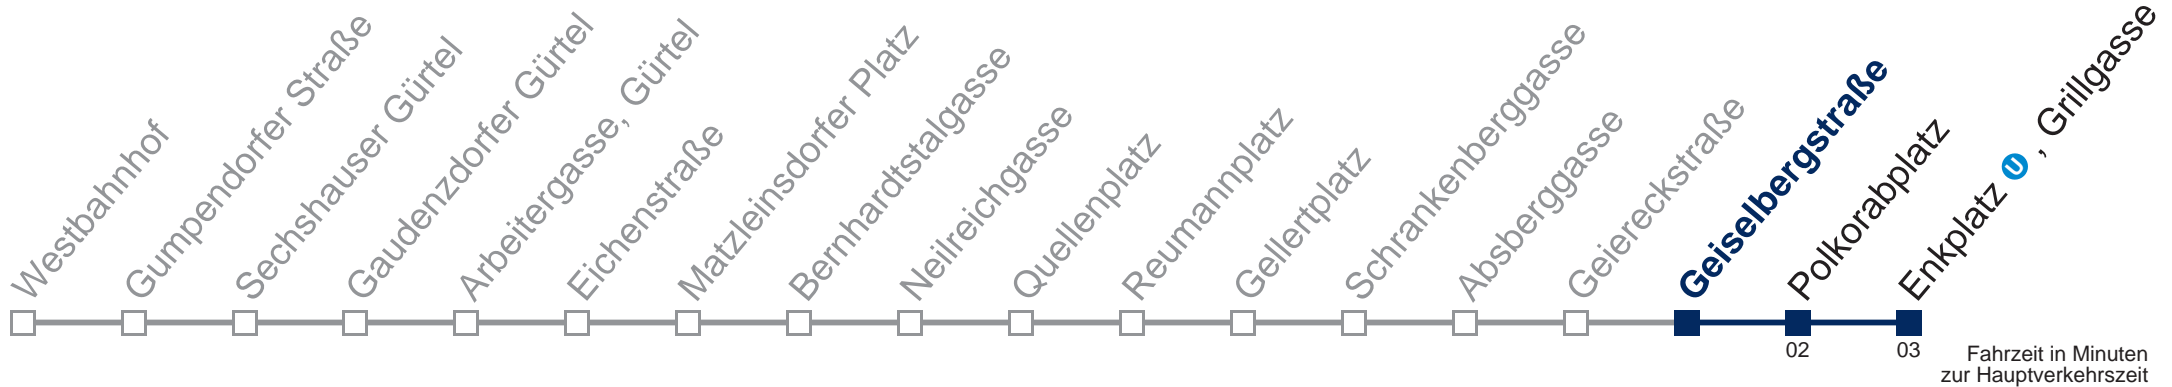 Westbahnhof
Gumpendorfer Straße
Sechshauser Gürtel
Gaudenzdorfer Gürtel
Arbeitergasse, Gürtel
Eichenstraße
Matzleinsdorfer Platz
Bernhardtstalgasse
Neilreichgasse
Quellenplatz
Reumannplatz
Gellertplatz
Schrankenberggasse
Absberggasse
Geiereckstraße
Geiselbergstraße
Polkorabplatz
Enkplatz U , Grillgasse
02
03
Fahrzeit in Minuten
zur Hauptverkehrszeit